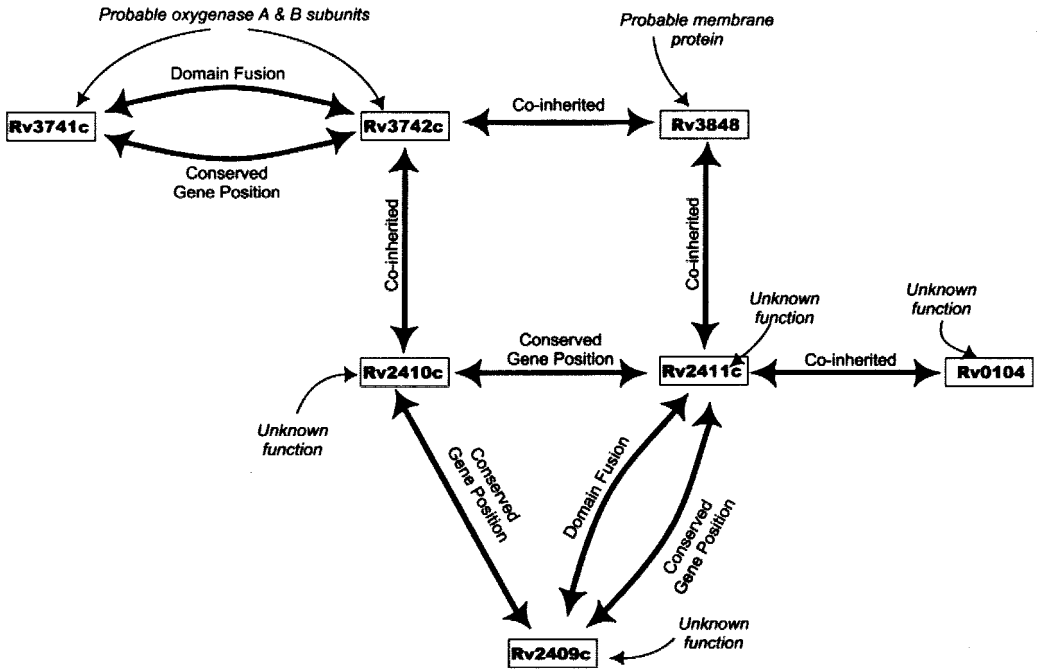 Probable oxygenase A & B subunits
Probable membrane
protein
Domain Fusion
Rv3741c
Rv3742c
Co-inherited
Rv3848
Conserved
Gene Position
Co-inherited
Co-inherited
Unknown
function
Unknown
function
Conserved
Gene Position
Rv2410c
Rv2411c
Co-inherited
Rv0104
Unknown
function
Conserved
Gene Position
Domain Fusion
Conserved
Gene Position
Rv2409c
Unknown
function